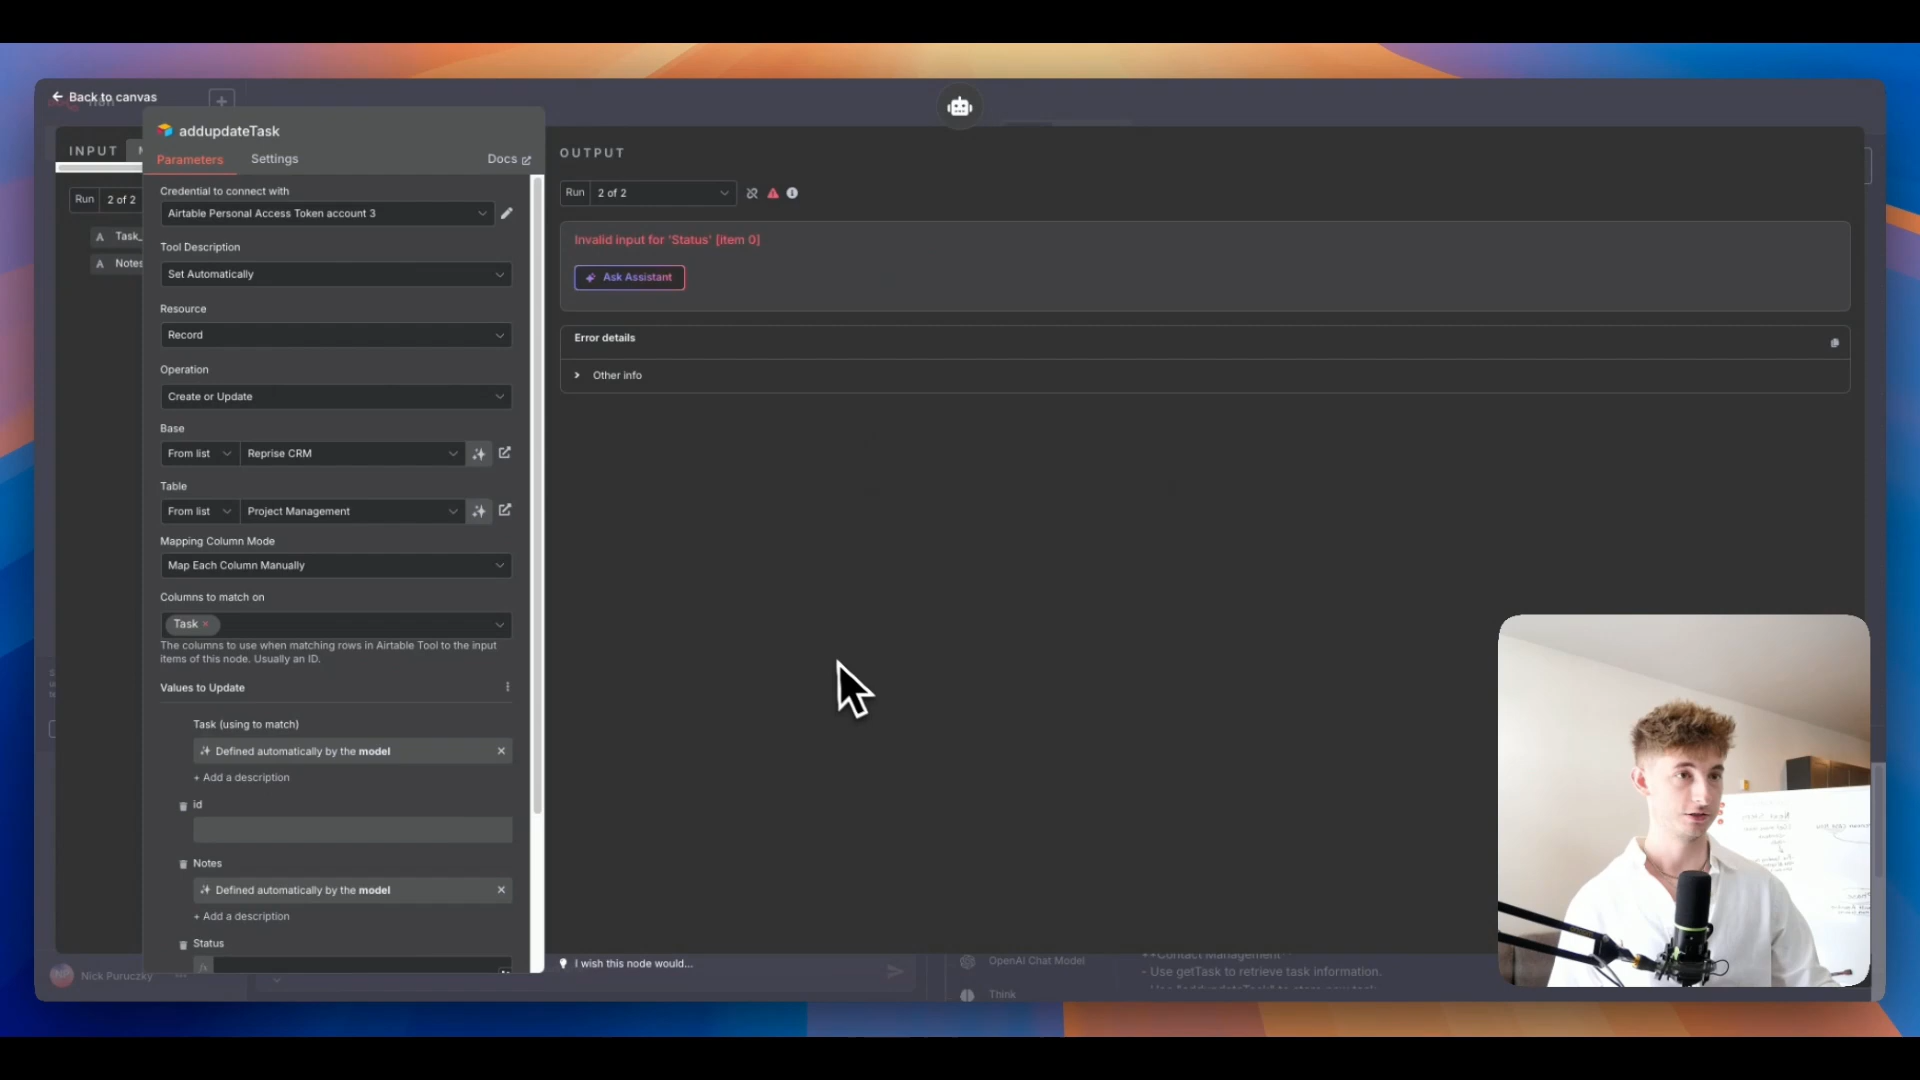 Back to canvas
INPUT
Run
2 of 2
A Task_
A Notes
addupdateTask
Parameters
Settings
Docs
Credential to connect with
Airtable Personal Access Token account 3
Tool Description
Set Automatically
Resource
Record
Operation
Create or Update
Base
From list
Reprise CRM
Table
From list
Project Management
Mapping Column Mode
Map Each Column Manually
Columns to match on
Task ×
The columns to use when matching rows in Airtable Tool to the input
items of this node. Usually an ID.
Values to Update
Task (using to match)
Defined automatically by the model
+ Add a description
id
Notes
Defined automatically by the model
+ Add a description
Status
OUTPUT
Run
2 of 2
Invalid input for 'Status' [item 0]
Ask Assistant
Error details
Other info
I wish this node would...
Nick Puruczky
OpenAI Chat Model
Think
**Contact Management**
- Use getTask to retrieve task information.